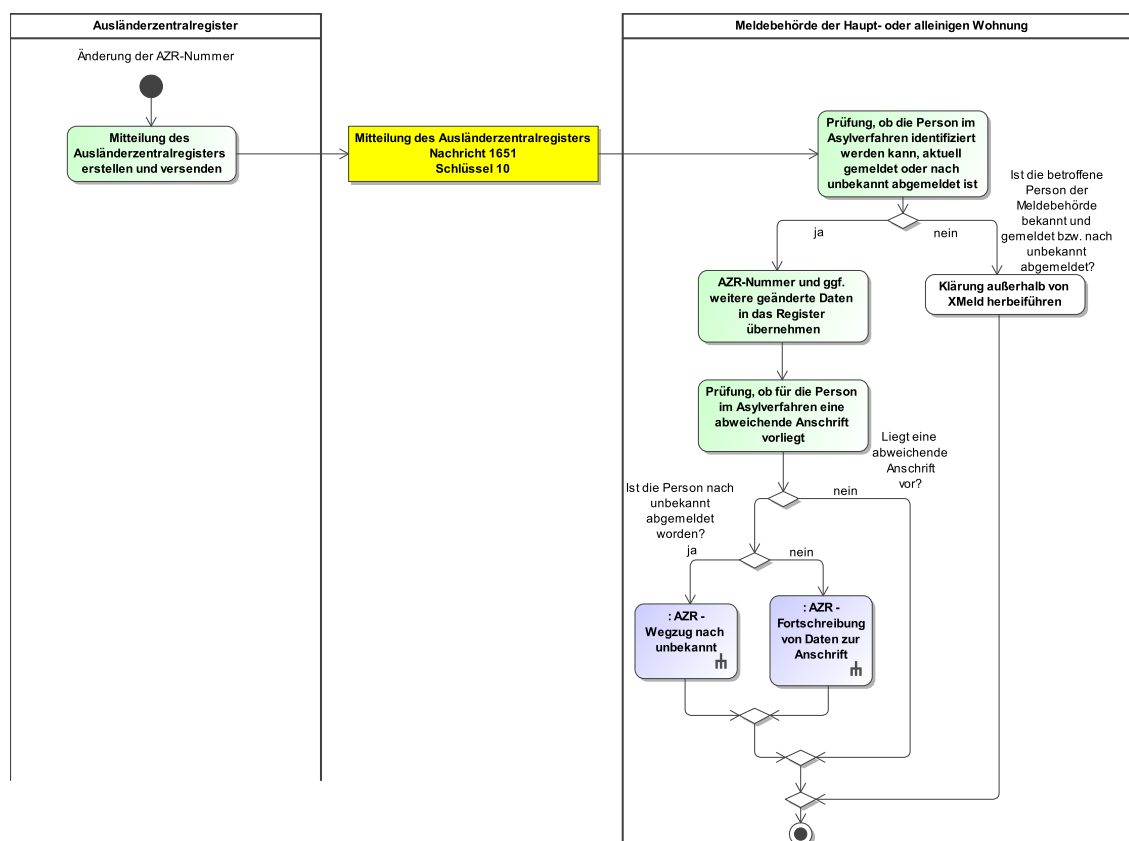 Ausländerzentralregister
Meldebehörde der Haupt- oder alleinigen Wohnung
Änderung der AZR-Nummer
Mitteilung des
Ausländerzentralregisters
erstellen und versenden
Mitteilung des Ausländerzentralregisters
Nachricht 1651
Schlüssel 10
Prüfung, ob die Person im
Asylverfahren identifiziert
werden kann, aktuell
gemeldet oder nach
unbekannt abgemeldet ist
Ist die betroffene
Person der
Meldebehörde
bekannt und
gemeldet bzw. nach
unbekannt
abgemeldet?
ja
nein
AZR-Nummer und ggf.
weitere geänderte Daten
in das Register
übernehmen
Klärung außerhalb von
XMeld herbeiführen
Prüfung, ob für die Person
im Asylverfahren eine
abweichende Anschrift
vorliegt
Liegt eine
abweichende
Anschrift
vor?
nein
Ist die Person nach
unbekannt
abgemeldet
worden?
ja
nein
: AZR -
Wegzug nach
unbekannt
: AZR -
Fortschreibung
von Daten zur
Anschrift